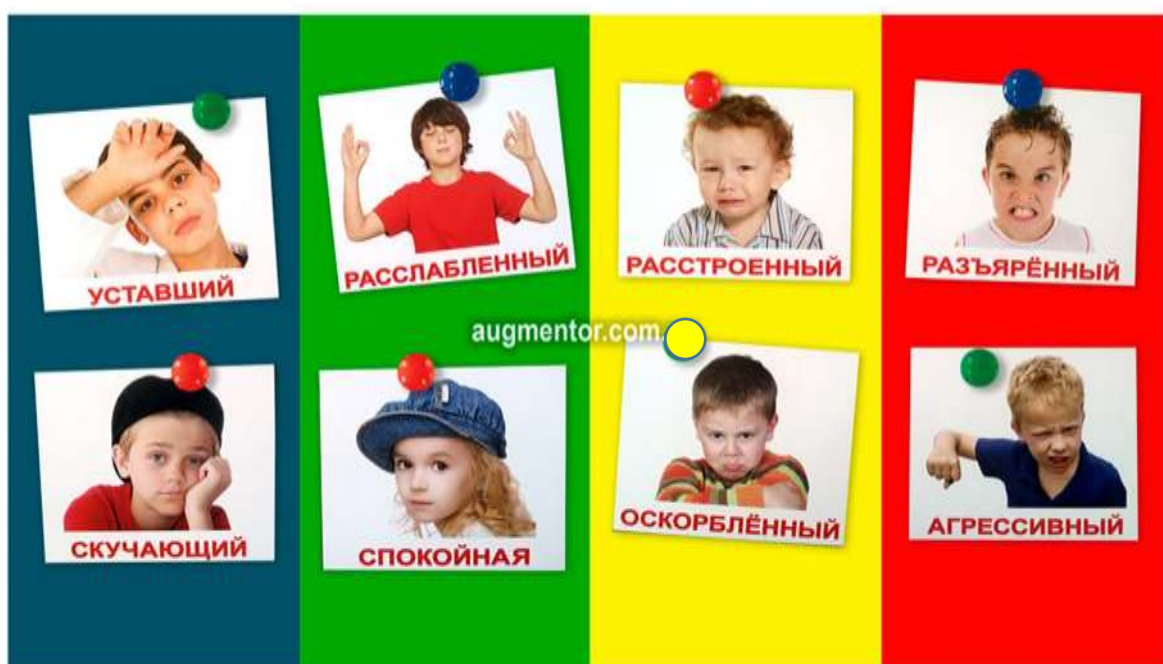 УСТАВШИЙ
РАССЛАБЛЕННЫЙ
РАССТРОЕННЫЙ
РАЗЪЯРЁННЫЙ
augmentor.com
СКУЧАЮЩИЙ
СПОКОЙНАЯ
ОСКОРБЛЁННЫЙ
АГРЕССИВНЫЙ